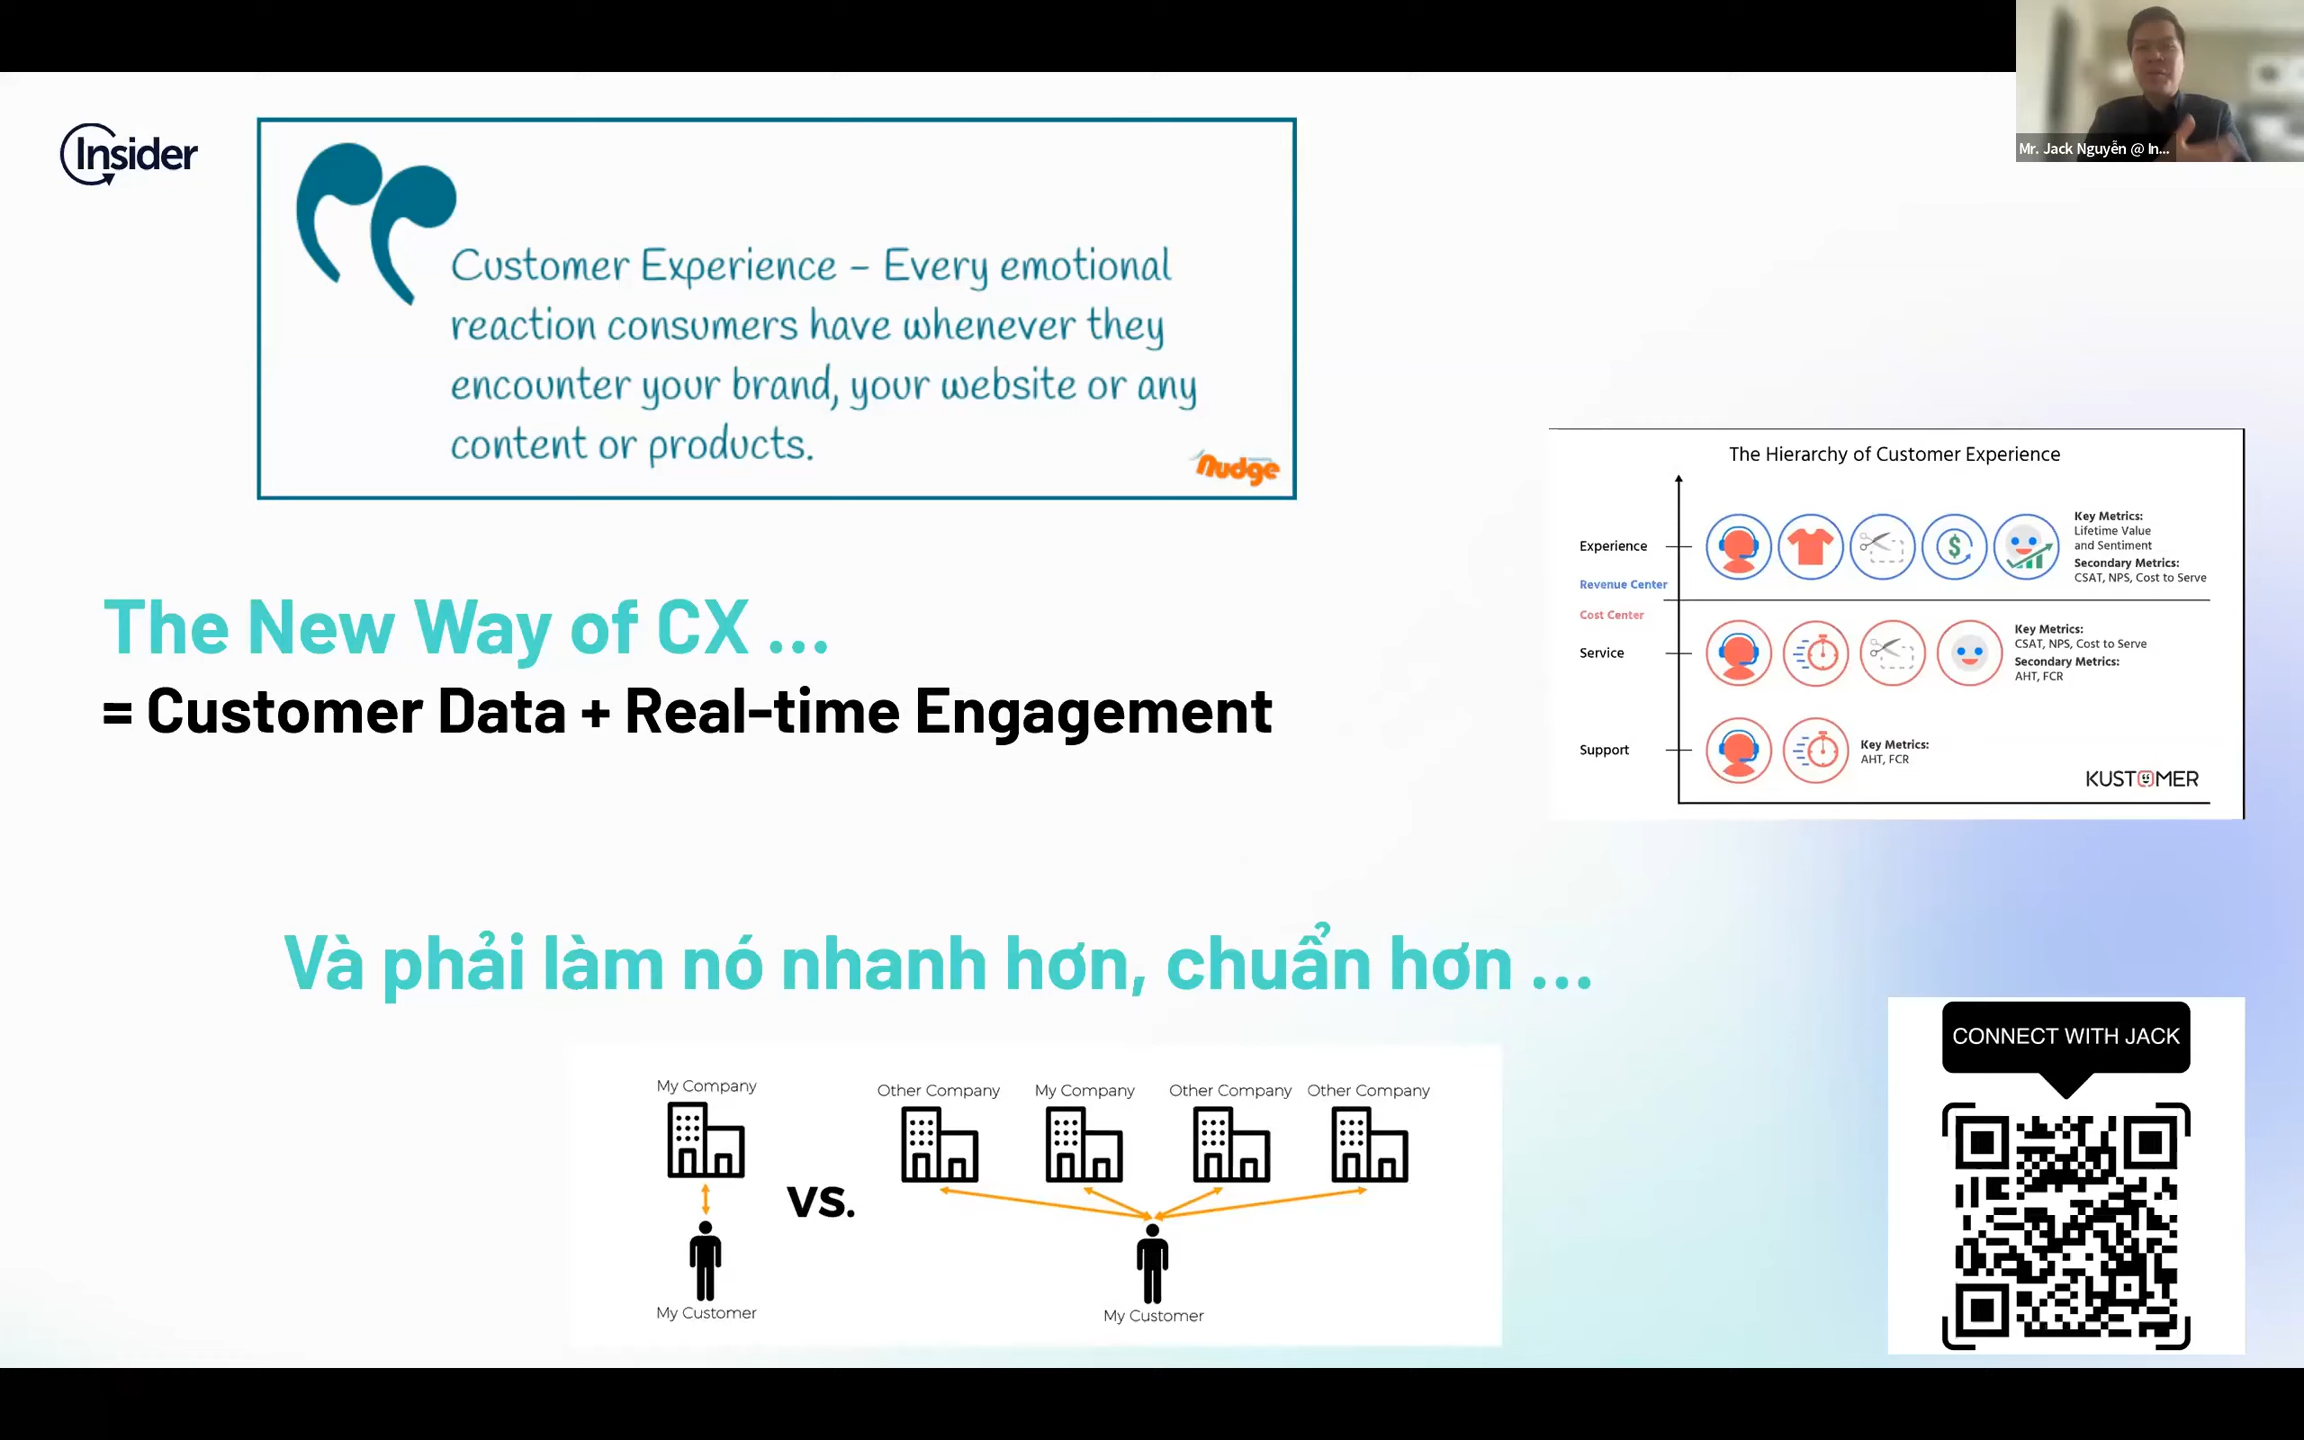 Mr. Jack Nguyễn @ In...
Insider
Customer Experience – Every emotional
reaction consumers have whenever they
encounter your brand, your website or any
content or products.
nudge
The New Way of CX ...
= Customer Data + Real-time Engagement
The Hierarchy of Customer Experience
Experience
Key Metrics:
Lifetime Value
and Sentiment
Secondary Metrics:
CSAT, NPS, Cost to Serve
Revenue Center
Cost Center
Service
Key Metrics:
CSAT, NPS, Cost to Serve
Secondary Metrics:
AHT, FCR
Support
Key Metrics:
AHT, FCR
KUSTOMER
Và phải làm nó nhanh hơn, chuẩn hơn ...
My Company
My Customer
VS.
Other Company My Company Other Company Other Company
My Customer
CONNECT WITH JACK